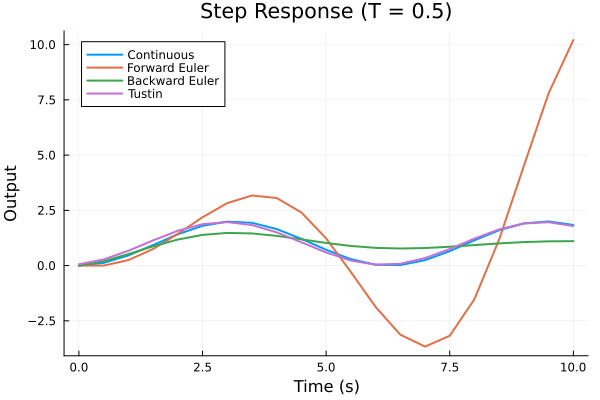 Step Response (T = 0.5)
10.0
7.5
5.0
2.5
0.0
−2.5
Output
Continuous
Forward Euler
Backward Euler
Tustin
0.0 2.5 5.0 7.5 10.0
Time (s)